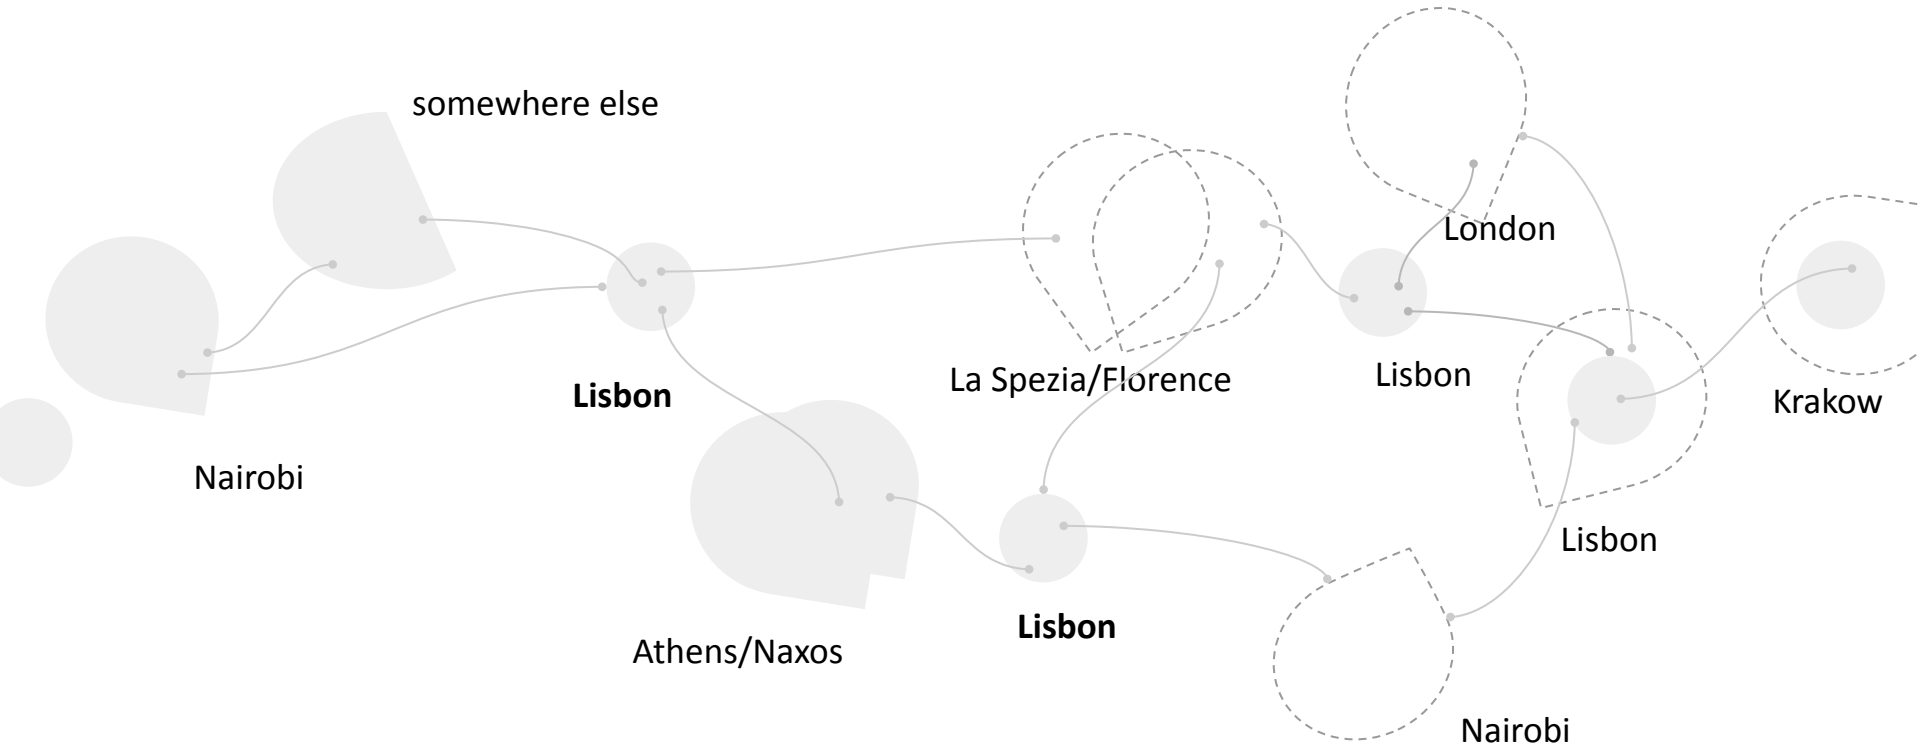 somewhere else
London
La Spezia/Florence
Lisbon
Lisbon
Krakow
Nairobi
Lisbon
Lisbon
Athens/Naxos
Nairobi